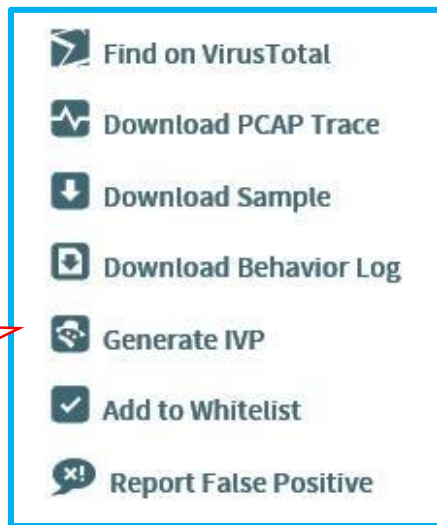 Find on VirusTotal
Download PCAP Trace
Download Sample
Download Behavior Log
Generate IVP
Add to Whitelist
Report False Positive